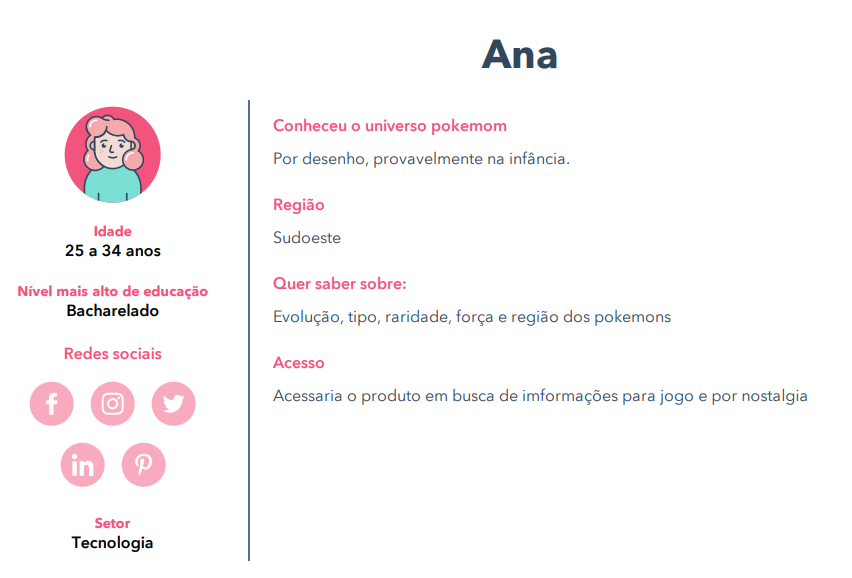 Ana
Idade
25 a 34 anos
Nível mais alto de educação
Bacharelado
Redes sociais
Setor
Tecnologia
Conheceu o universo pokemom
Por desenho, provavelmente na infância.
Região
Sudoeste
Quer saber sobre:
Evolução, tipo, raridade, força e região dos pokemons
Acesso
Acessaria o produto em busca de imformações para jogo e por nostalgia